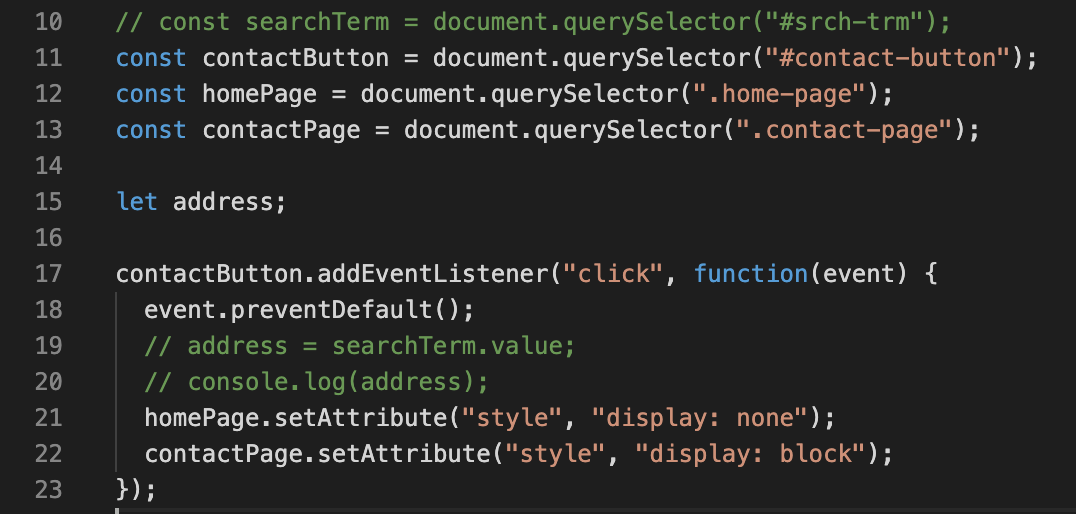 10 // const searchTerm = document.querySelector("#srch-trm");
11 const contactButton = document.querySelector("#contact-button");
12 const homePage = document.querySelector(".home-page");
13 const contactPage = document.querySelector(".contact-page");
14
15 let address;
16
17 contactButton.addEventListener("click", function(event) {
18   event.preventDefault();
19   // address = searchTerm.value;
20   // console.log(address);
21   homePage.setAttribute("style", "display: none");
22   contactPage.setAttribute("style", "display: block");
23 });